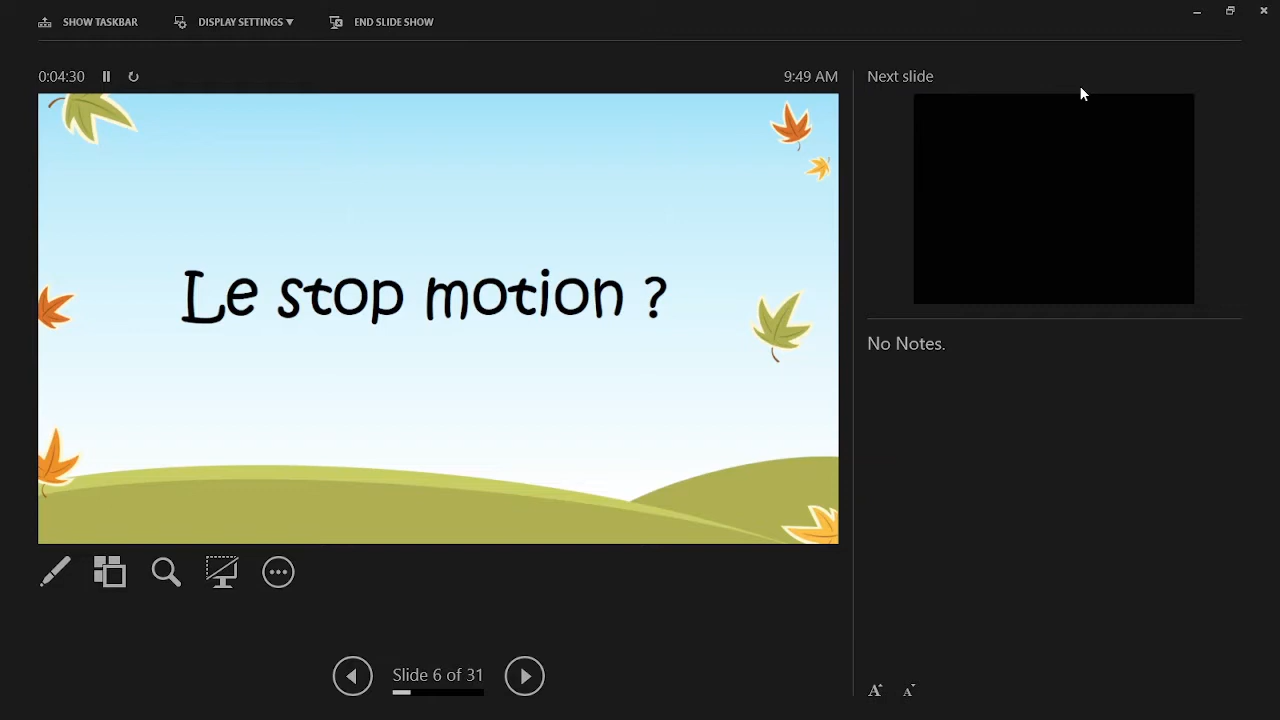 SHOW TASKBAR
DISPLAY SETTINGS ▼
END SLIDE SHOW
0:04:30
9:49 AM
Next slide
Le stop motion ?
No Notes.
Slide 6 of 31
A A